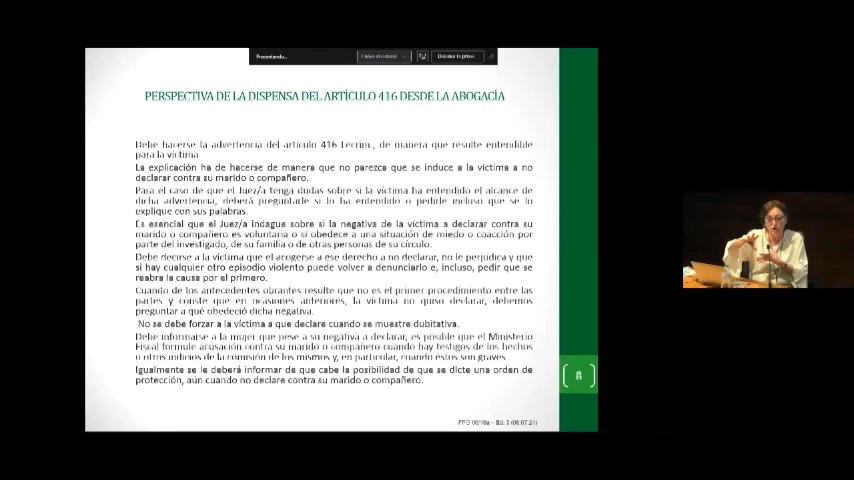 Presentando...
PERSPECTIVA DE LA DISPENSA DEL ARTÍCULO 416 DESDE LA ABOGACÍA
Debe hacerse la advertencia del artículo 416 Lecrim., de manera que resulte entendible
para la víctima.
La explicación ha de hacerse de manera que no parezca que se induce a la víctima a no
declarar contra su marido o compañero.
Para el caso de que el Juez/a tenga dudas sobre si la víctima ha entendido el alcance de
dicha advertencia, deberá preguntarle si lo ha entendido o pedirle incluso que se lo
explique con sus palabras.
Es esencial que el Juez/a indague sobre si la negativa de la víctima a declarar contra su
marido o compañero es voluntaria o si obedece a una situación de miedo o coacción por
parte del investigado, de su familia o de otras personas de su círculo.
Debe decirse a la víctima que el acogerse a ese derecho a no declarar, no le perjudica y que
si hay cualquier otro episodio violento puede volver a denunciarlo e, incluso, pedir que se
reabra la causa por el primero.
Cuando de los antecedentes obrantes resulte que no es el primer procedimiento entre las
partes y conste que en ocasiones anteriores, la víctima no quiso declarar, debemos
preguntar a qué obedeció dicha negativa.
No se debe forzar a la víctima a que declare cuando se muestre dubitativa.
Debe informarse a la mujer que pese a su negativa a declarar, es posible que el Ministerio
Fiscal formule acusación contra su marido o compañero cuando hay testigos de los hechos
u otros indicios de la comisión de los mismos y, en particular, cuando éstos son graves.
Igualmente se le deberá informar de que cabe la posibilidad de que se dicte una orden de
protección, aún cuando no declare contra su marido o compañero.
8